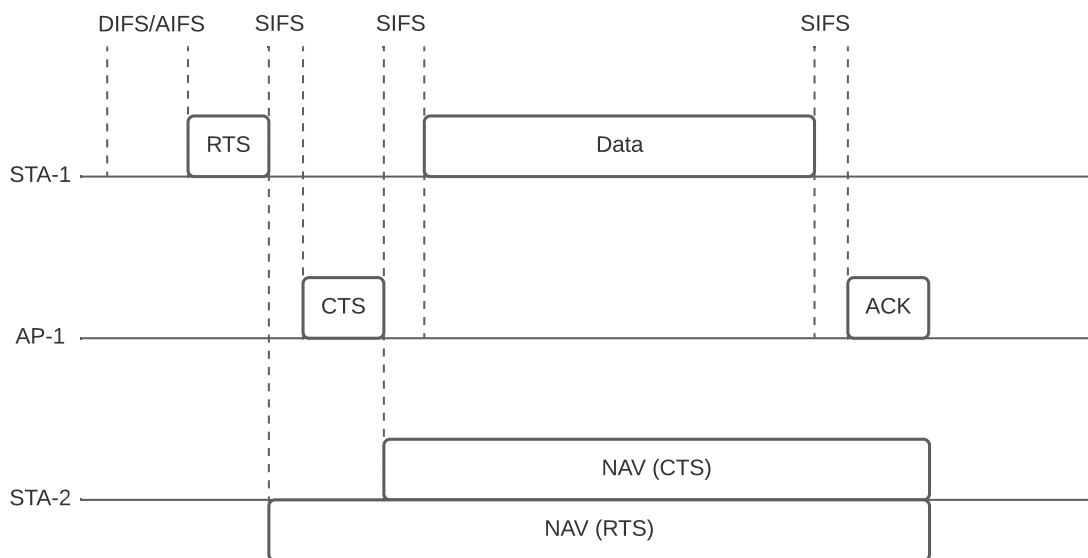 DIFS/AIFS SIFS SIFS SIFS
RTS Data
STA-1
CTS ACK
AP-1
NAV (CTS)
STA-2
NAV (RTS)